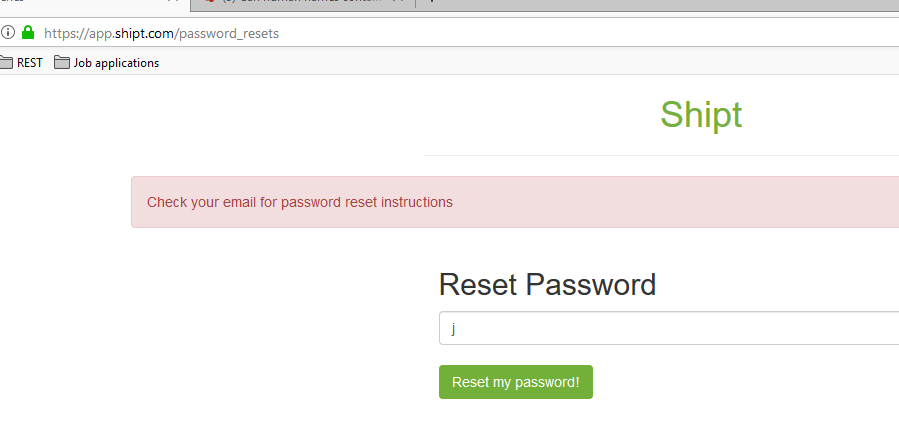 https://app.shipt.com/password_resets
REST Job applications
Shipt
Check your email for password reset instructions
Reset Password
j
Reset my password!